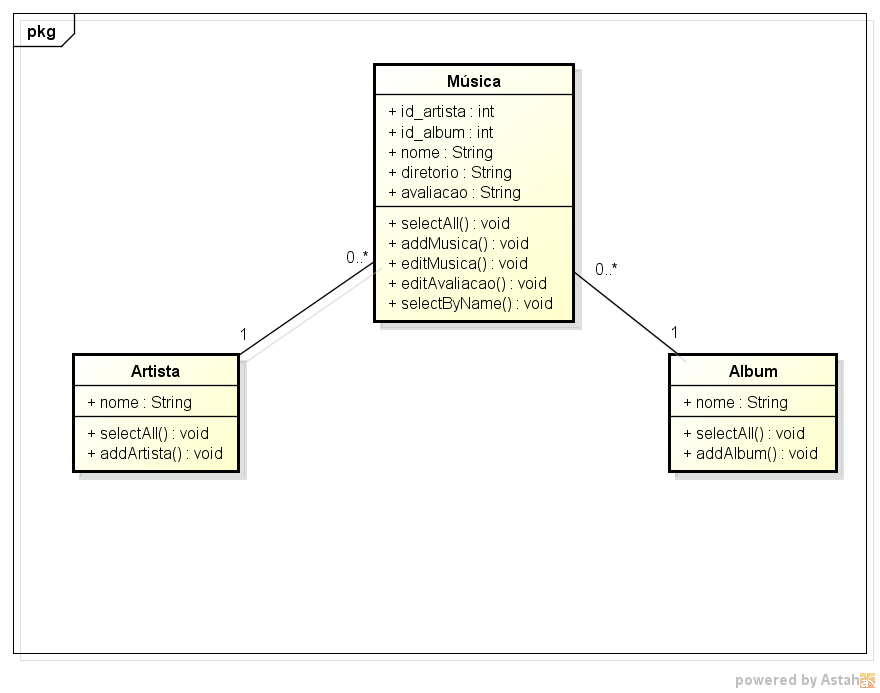 pkg
Música
+ id_artista : int
+ id_album : int
+ nome : String
+ diretorio : String
+ avaliacao : String
+ selectAll() : void
+ addMusica() : void
+ editMusica() : void
+ editAvaliacao() : void
+ selectByName() : void
0..*
0..*
1
1
Artista
+ nome : String
+ selectAll() : void
+ addArtista() : void
Album
+ nome : String
+ selectAll() : void
+ addAlbum() : void
powered by Astah